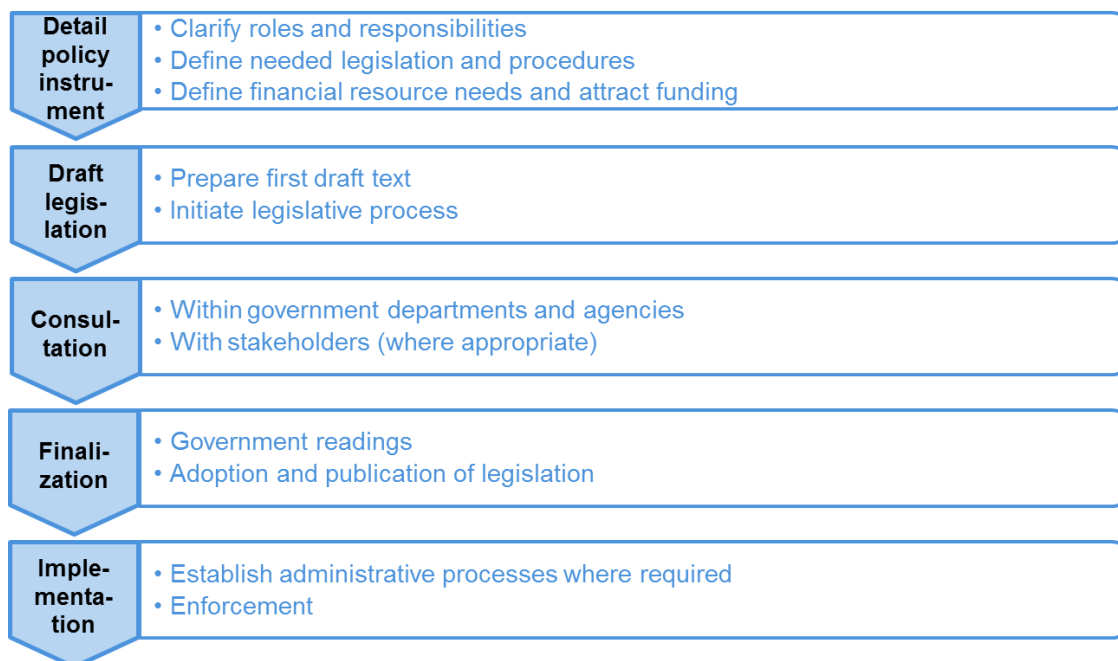 Detail
policy
instru-
ment
• Clarify roles and responsibilities
• Define needed legislation and procedures
• Define financial resource needs and attract funding
Draft
legis-
lation
• Prepare first draft text
• Initiate legislative process
Consul-
tation
• Within government departments and agencies
• With stakeholders (where appropriate)
Finali-
zation
• Government readings
• Adoption and publication of legislation
Imple-
menta-
tion
• Establish administrative processes where required
• Enforcement